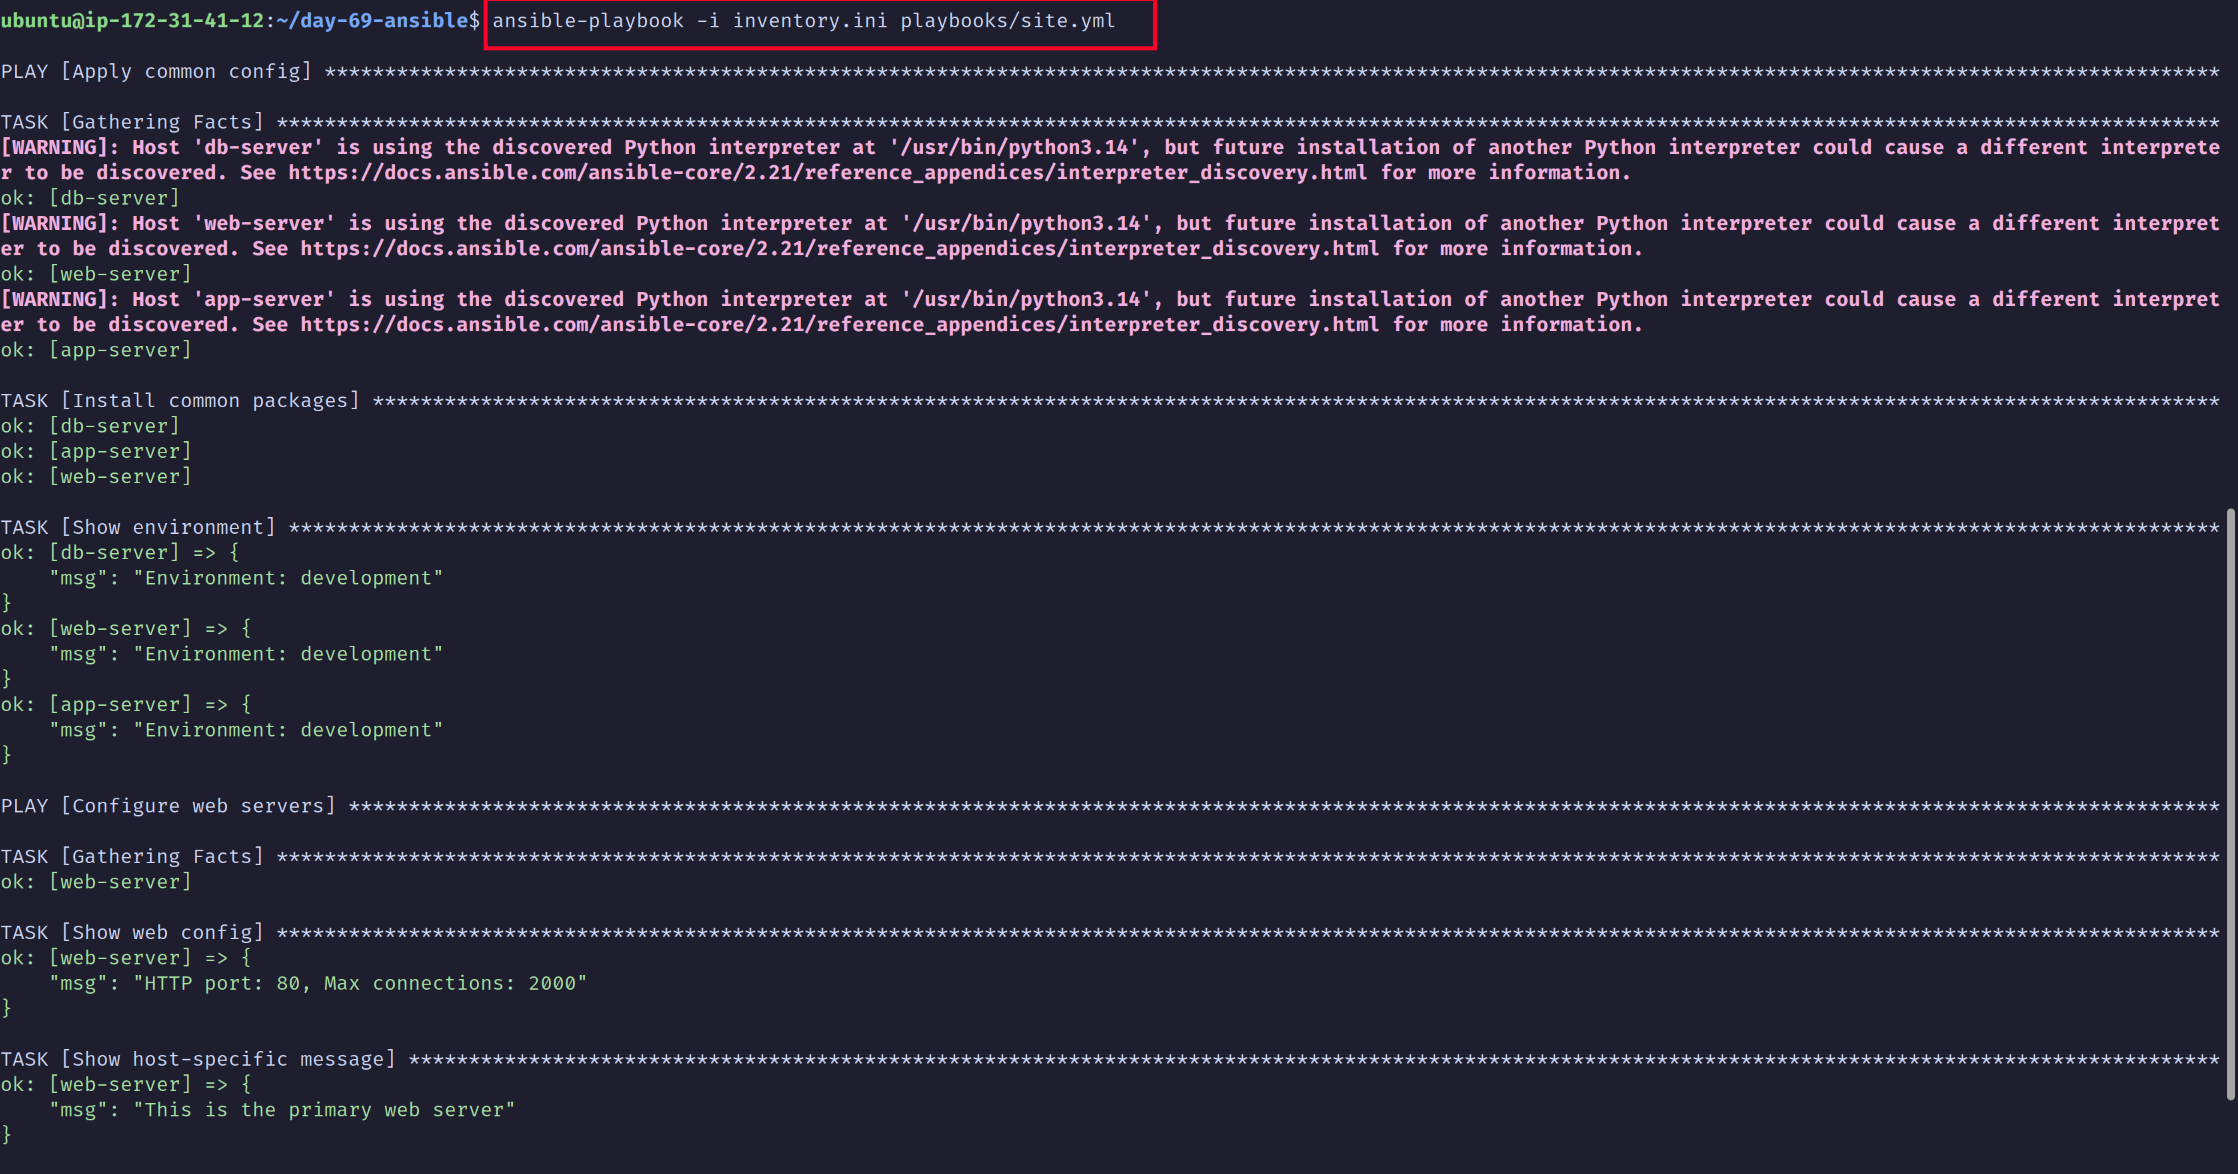 ubuntu@ip-172-31-41-12:~/day-69-ansible$ ansible-playbook -i inventory.ini playbooks/site.yml
PLAY [Apply common config] **************************************************************************************************************************************************************
TASK [Gathering Facts] ******************************************************************************************************************************************************************
[WARNING]: Host 'db-server' is using the discovered Python interpreter at '/usr/bin/python3.14', but future installation of another Python interpreter could cause a different interprete
r to be discovered. See https://docs.ansible.com/ansible-core/2.21/reference_appendices/interpreter_discovery.html for more information.
ok: [db-server]
[WARNING]: Host 'web-server' is using the discovered Python interpreter at '/usr/bin/python3.14', but future installation of another Python interpreter could cause a different interpret
er to be discovered. See https://docs.ansible.com/ansible-core/2.21/reference_appendices/interpreter_discovery.html for more information.
ok: [web-server]
[WARNING]: Host 'app-server' is using the discovered Python interpreter at '/usr/bin/python3.14', but future installation of another Python interpreter could cause a different interpret
er to be discovered. See https://docs.ansible.com/ansible-core/2.21/reference_appendices/interpreter_discovery.html for more information.
ok: [app-server]
TASK [Install common packages] **********************************************************************************************************************************************************
ok: [db-server]
ok: [app-server]
ok: [web-server]
TASK [Show environment] *****************************************************************************************************************************************************************
ok: [db-server] => {
    "msg": "Environment: development"
}
ok: [web-server] => {
    "msg": "Environment: development"
}
ok: [app-server] => {
    "msg": "Environment: development"
}
PLAY [Configure web servers] ************************************************************************************************************************************************************
TASK [Gathering Facts] ******************************************************************************************************************************************************************
ok: [web-server]
TASK [Show web config] ******************************************************************************************************************************************************************
ok: [web-server] => {
    "msg": "HTTP port: 80, Max connections: 2000"
}
TASK [Show host-specific message] *******************************************************************************************************************************************************
ok: [web-server] => {
    "msg": "This is the primary web server"
}